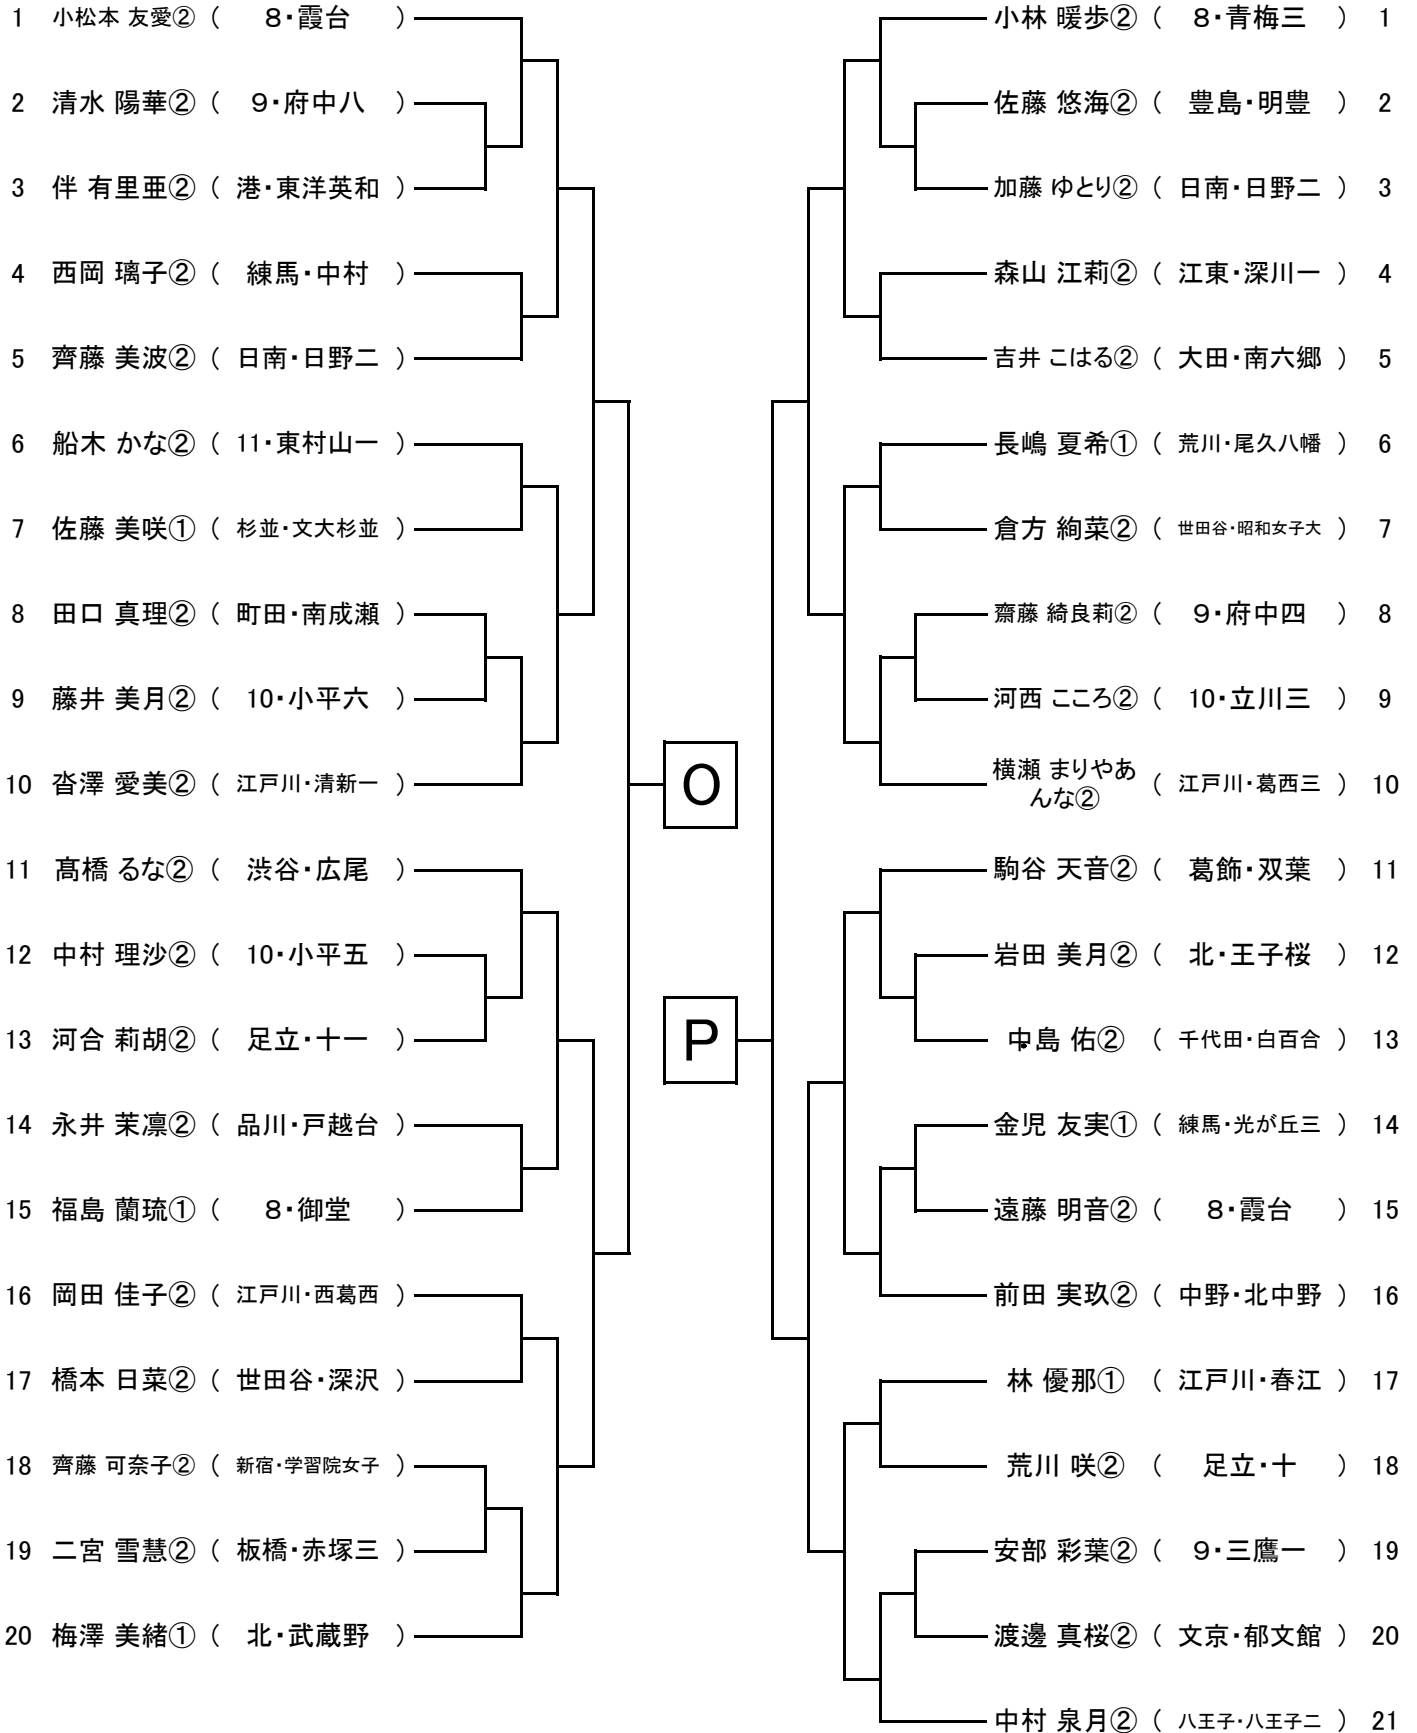 1 小松本 友愛② ( 8・霞台 )
2 清水 陽華② ( 9・府中八 )
3 伴 有里亜② ( 港・東洋英和 )
4 西岡 璃子② ( 練馬・中村 )
5 齊藤 美波② ( 日南・日野二 )
6 船木 かな② ( 11・東村山一 )
7 佐藤 美咲① ( 杉並・文大杉並 )
8 田口 真理② ( 町田・南成瀬 )
9 藤井 美月② ( 10・小平六 )
10 沓澤 愛美② ( 江戸川・清新一 )
11 髙橋 るな② ( 渋谷・広尾 )
12 中村 理沙② ( 10・小平五 )
13 河合 莉胡② ( 足立・十一 )
14 永井 茉凛② ( 品川・戸越台 )
15 福島 蘭琉① ( 8・御堂 )
16 岡田 佳子② ( 江戸川・西葛西 )
17 橋本 日菜② ( 世田谷・深沢 )
18 齊藤 可奈子② ( 新宿・学習院女子 )
19 二宮 雪慧② ( 板橋・赤塚三 )
20 梅澤 美緒① ( 北・武蔵野 )
O
P
小林 暖歩② ( 8・青梅三 ) 1
佐藤 悠海② ( 豊島・明豊 ) 2
加藤 ゆとり② ( 日南・日野二 ) 3
森山 江莉② ( 江東・深川一 ) 4
吉井 こはる② ( 大田・南六郷 ) 5
長嶋 夏希① ( 荒川・尾久八幡 ) 6
倉方 絢菜② ( 世田谷・昭和女子大 ) 7
齋藤 綺良莉② ( 9・府中四 ) 8
河西 こころ② ( 10・立川三 ) 9
横瀬 まりやあ
んな② ( 江戸川・葛西三 ) 10
駒谷 天音② ( 葛飾・双葉 ) 11
岩田 美月② ( 北・王子桜 ) 12
中島 佑② ( 千代田・白百合 ) 13
金児 友実① ( 練馬・光が丘三 ) 14
遠藤 明音② ( 8・霞台 ) 15
前田 実玖② ( 中野・北中野 ) 16
林 優那① ( 江戸川・春江 ) 17
荒川 咲② ( 足立・十 ) 18
安部 彩葉② ( 9・三鷹一 ) 19
渡邊 真桜② ( 文京・郁文館 ) 20
中村 泉月② ( 八王子・八王子二 ) 21